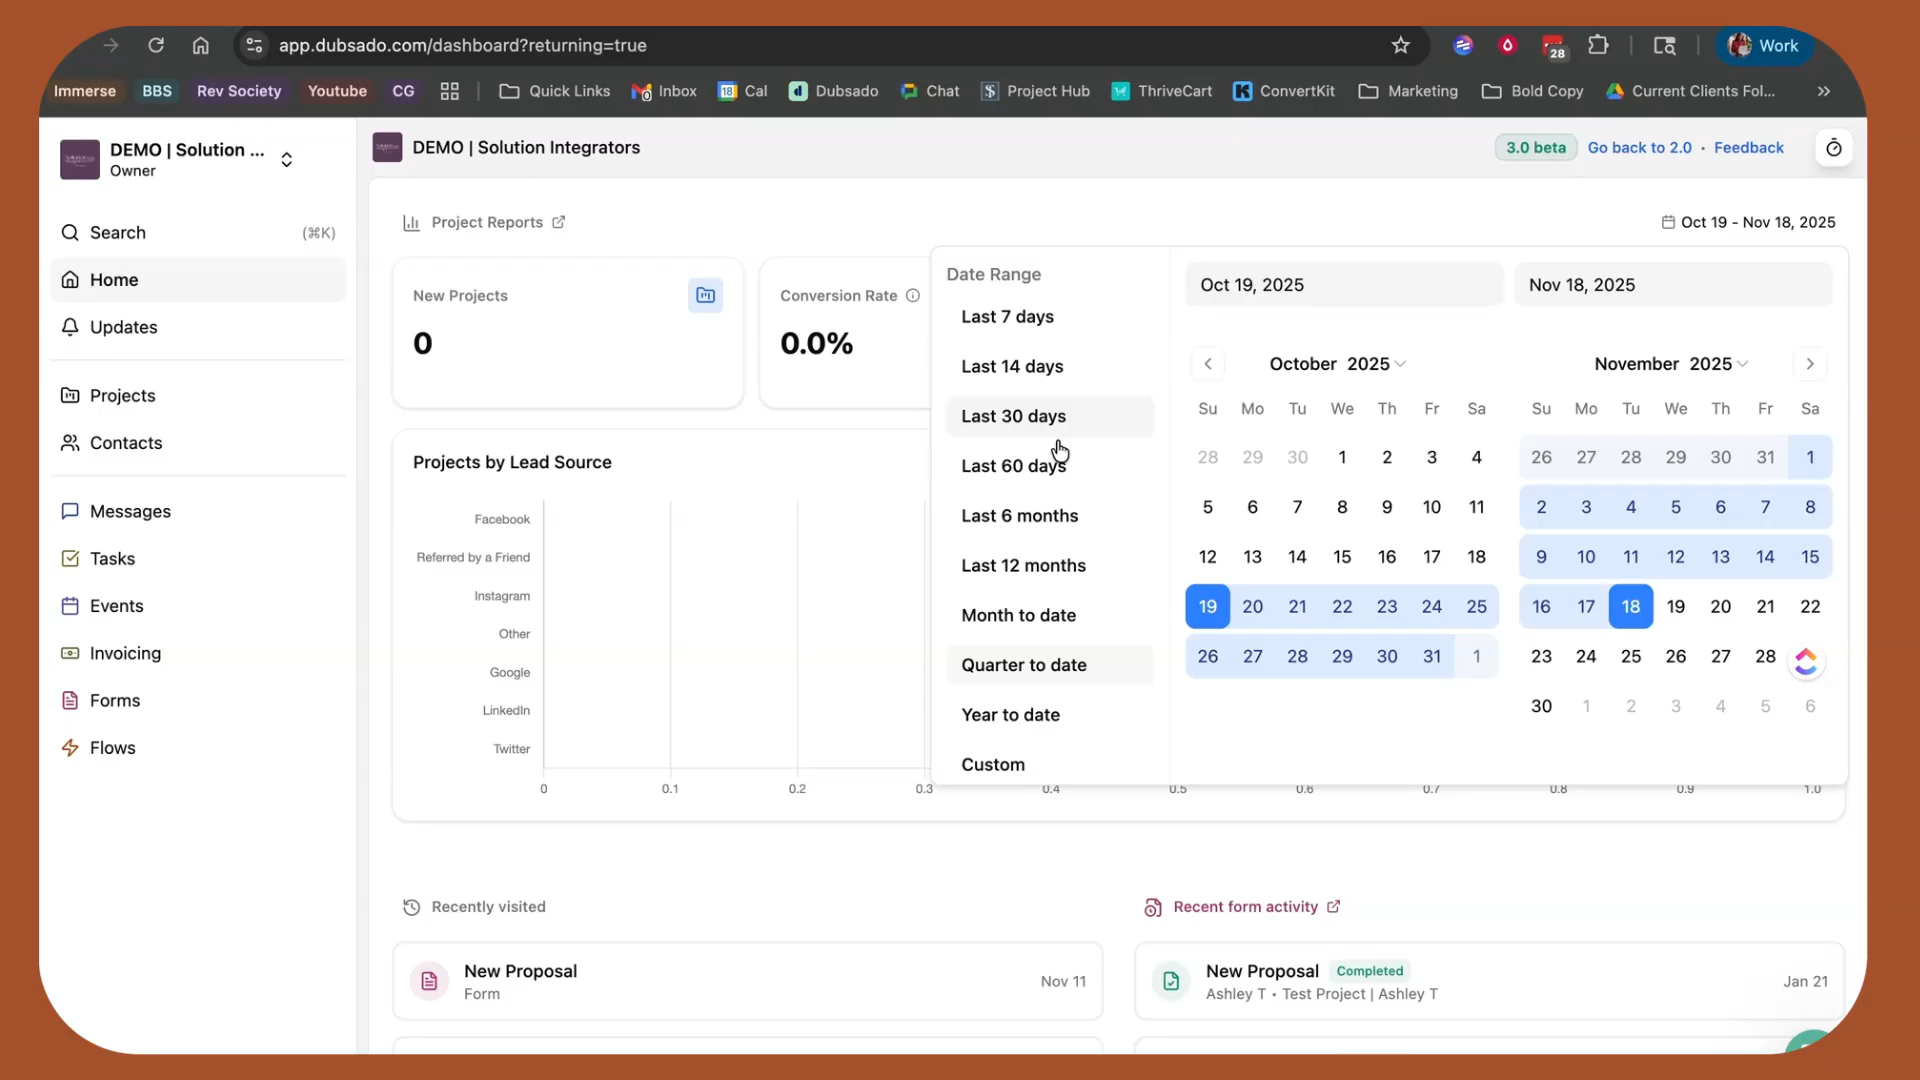 app.dubsado.com/dashboard?returning=true
28
Work
Immerse
BBS
Rev Society
Youtube
CG
Quick Links
0
Inbox
18
Cal
d
Dubsado
Chat
Project Hub
ThriveCart
ConvertKit
Marketing
Bold Copy
Current Clients Fol...
DEMO | Solution ...
Owner
DEMO | Solution Integrators
3.0 beta
Go back to 2.0 · Feedback
Search (⌘K)
Home
Updates
Projects
Contacts
Messages
Tasks
Events
Invoicing
Forms
Flows
Project Reports
Oct 19 - Nov 18, 2025
New Projects
0
Conversion Rate
0.0%
Projects by Lead Source
Facebook
Referred by a Friend
Instagram
Other
Google
LinkedIn
Twitter
0 0.1 0.2 0.3 0.4 0.5 0.6 0.7 0.8 0.9 1.0
Date Range
Last 7 days
Last 14 days
Last 30 days
Last 60 days
Last 6 months
Last 12 months
Month to date
Quarter to date
Year to date
Custom
Oct 19, 2025
Nov 18, 2025
October 2025
Su Mo Tu We Th Fr Sa
28 29 30 1 2 3 4
5 6 7 8 9 10 11
12 13 14 15 16 17 18
19 20 21 22 23 24 25
26 27 28 29 30 31 1
November 2025
Su Mo Tu We Th Fr Sa
26 27 28 29 30 31 1
2 3 4 5 6 7 8
9 10 11 12 13 14 15
16 17 18 19 20 21 22
23 24 25 26 27 28
30 1 2 3 4 5 6
Recently visited
New Proposal
Form
Nov 11
Recent form activity
New Proposal Completed
Ashley T • Test Project | Ashley T
Jan 21